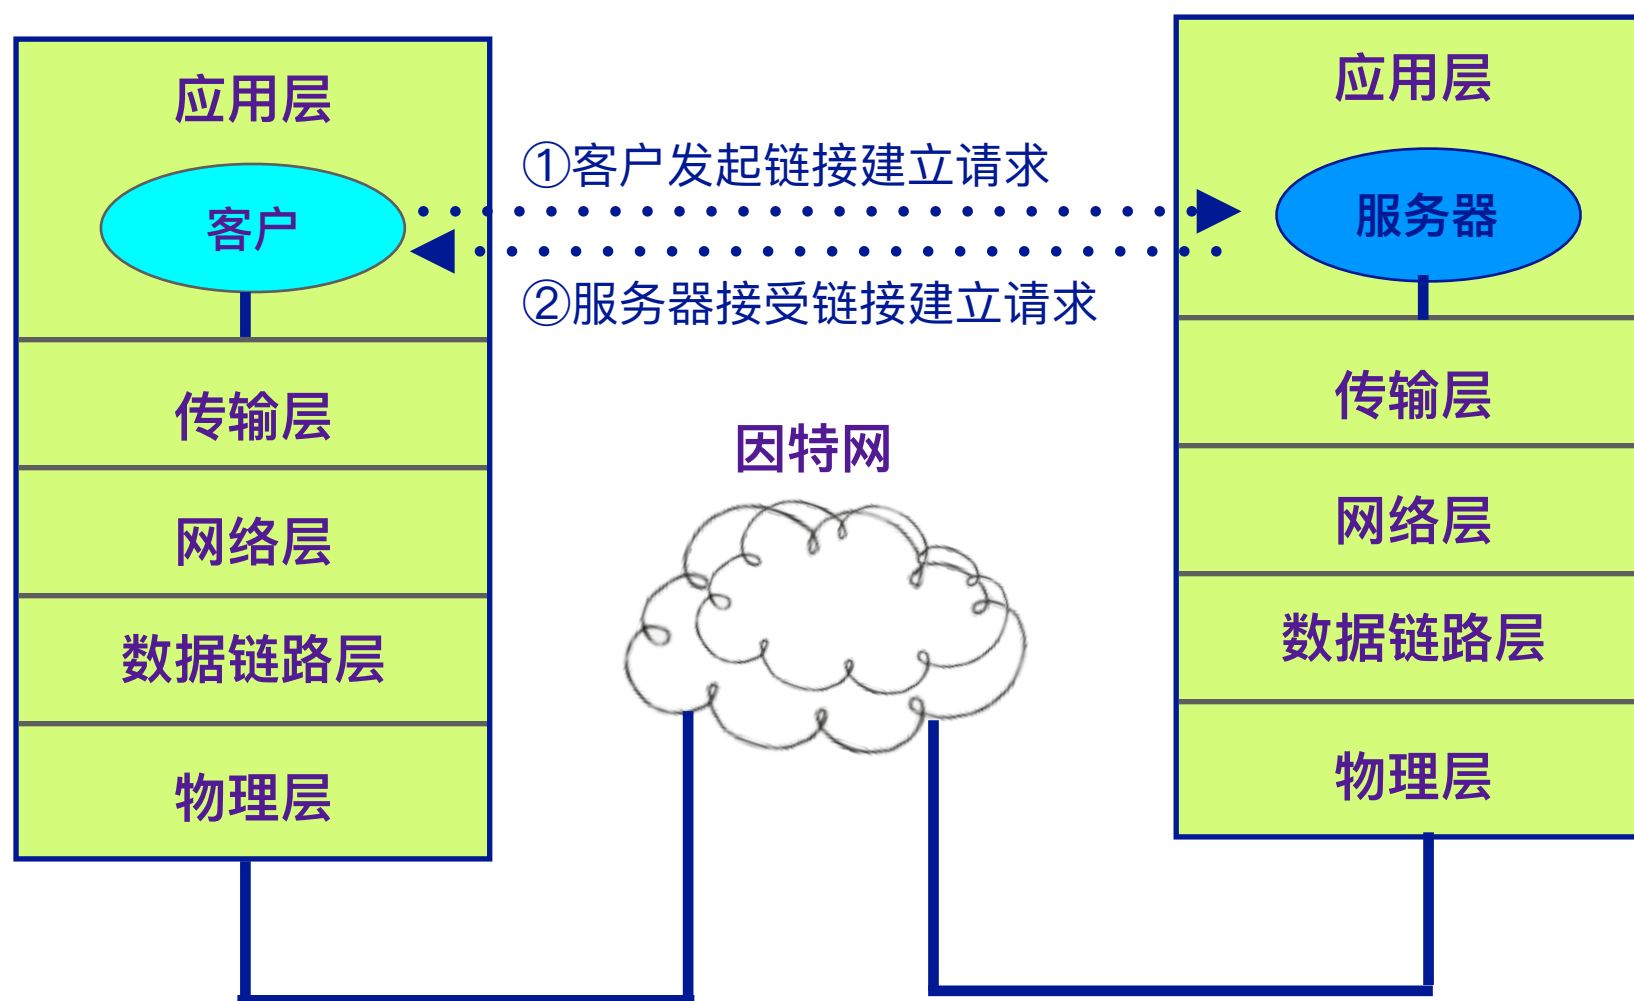 应用层
客户
传输层
网络层
数据链路层
物理层
①客户发起链接建立请求
②服务器接受链接建立请求
因特网
应用层
服务器
传输层
网络层
数据链路层
物理层